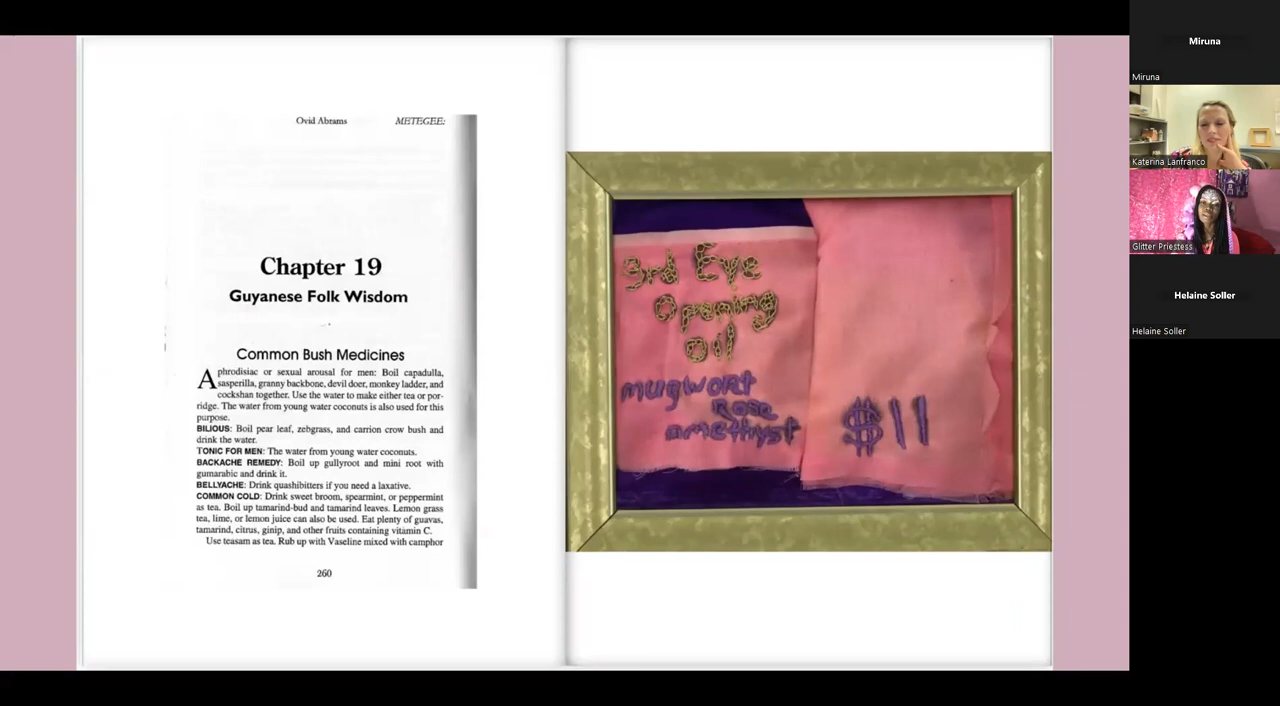 Ovid Abrams METEGEE:
Chapter 19
Guyanese Folk Wisdom
Common Bush Medicines
Aphrodisiac or sexual arousal for men: Boil capadulla,
sasperilla, granny backbone, devil doer, monkey ladder, and
cockshan together. Use the water to make either tea or por-
ridge. The water from young water coconuts is also used for this
purpose.
BILIOUS: Boil pear leaf, zebgrass, and carrion crow bush and
drink the water.
TONIC FOR MEN: The water from young water coconuts.
BACKACHE REMEDY: Boil up gullyroot and mini root with
gumarabic and drink it.
BELLYACHE: Drink quashibitters if you need a laxative.
COMMON COLD: Drink sweet broom, spearmint, or peppermint
as tea. Boil up tamarind-bud and tamarind leaves. Lemon grass
tea, lime, or lemon juice can also be used. Eat plenty of guavas,
tamarind, citrus, ginip, and other fruits containing vitamin C.
Use teasam as tea. Rub up with Vaseline mixed with camphor
260
3rd Eye
Opening
Oil
mugwort
Rose
amethyst
$11
Miruna
Miruna
Katerina Lanfranco
Glitter Priestess
Helaine Soller
Helaine Soller